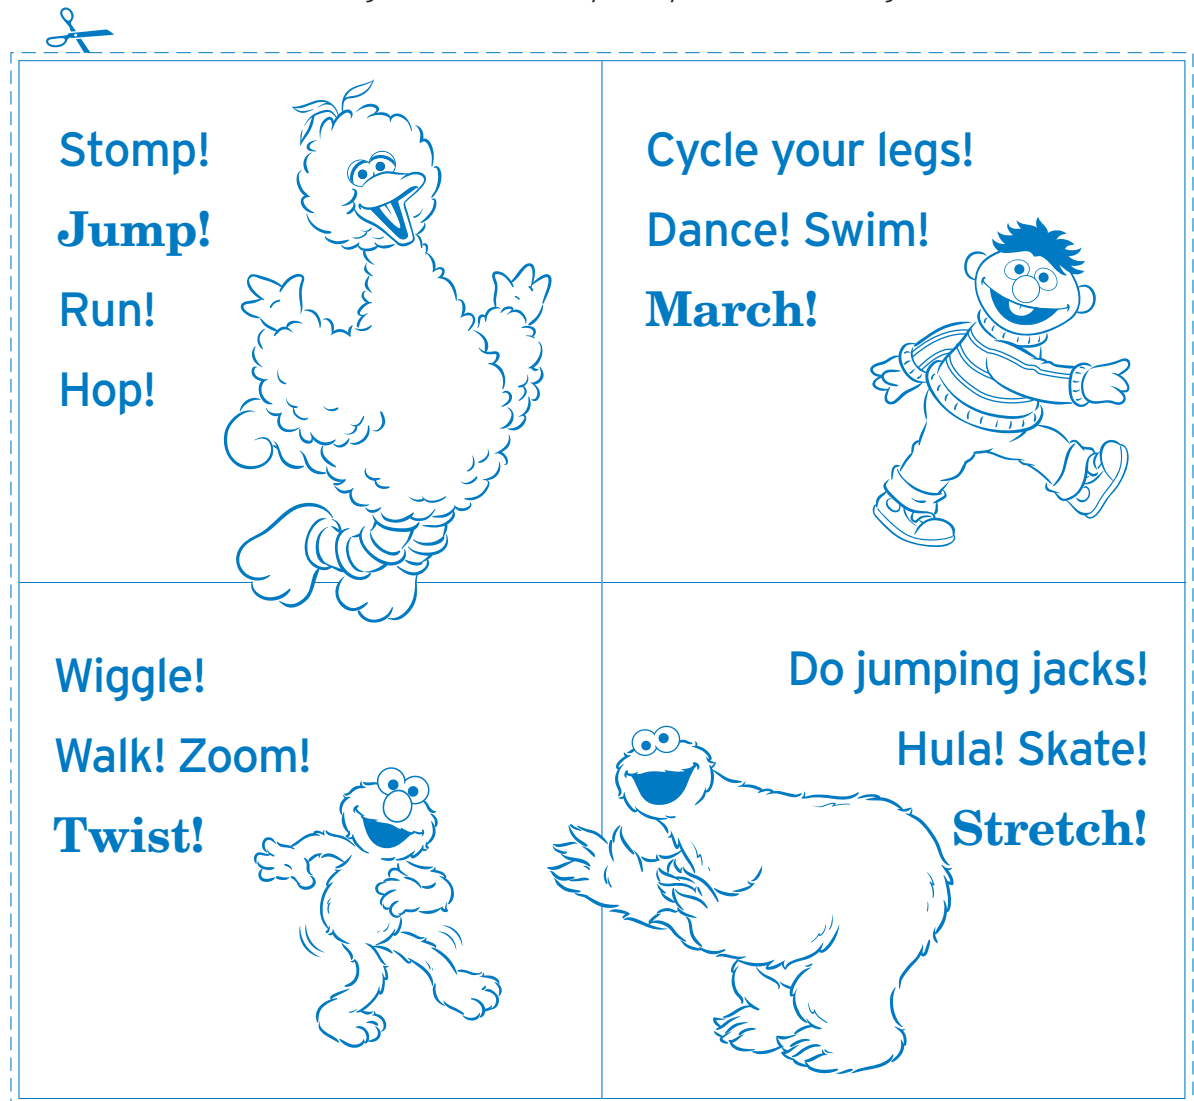 Stomp!
Jump!
Run!
Hop!
Cycle your legs!
Dance! Swim!
March!
Wiggle!
Walk! Zoom!
Twist!
Do jumping jacks!
Hula! Skate!
Stretch!